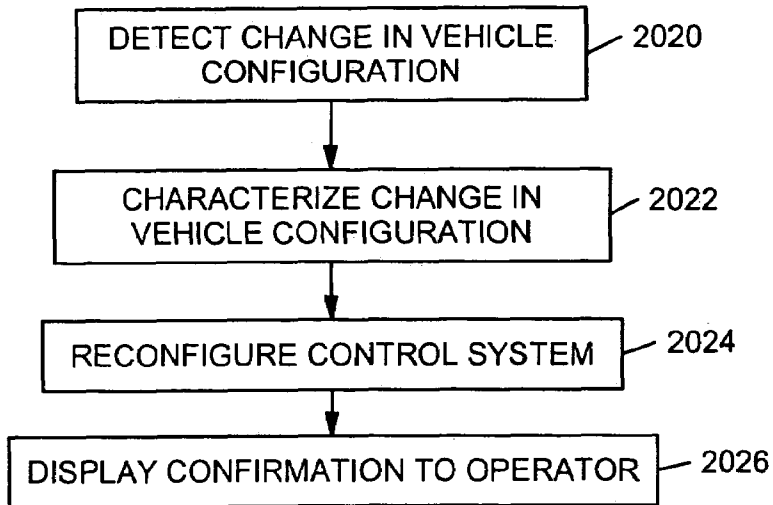 DETECT CHANGE IN VEHICLE
CONFIGURATION
2020
CHARACTERIZE CHANGE IN
VEHICLE CONFIGURATION
2022
RECONFIGURE CONTROL SYSTEM
2024
DISPLAY CONFIRMATION TO OPERATOR
2026